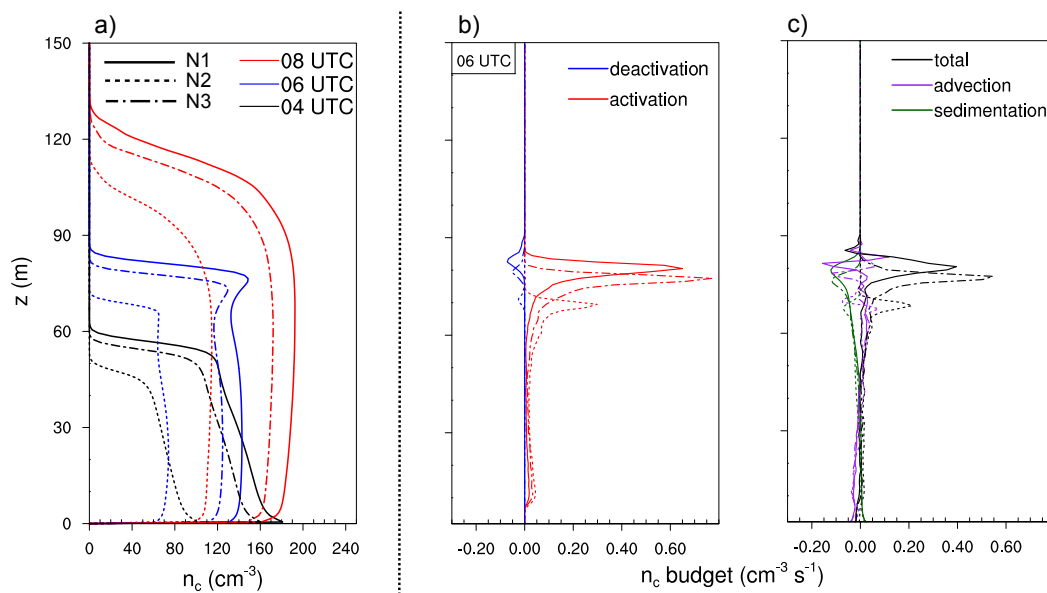 a)
150
120
90
60
30
0
z (m)
N1
N2
N3
08 UTC
06 UTC
04 UTC
0 40 80 120 160 200 240
n_c (cm⁻³)
b)
06 UTC
deactivation
activation
-0.20 0.00 0.20 0.40 0.60
c)
total
advection
sedimentation
-0.20 0.00 0.20 0.40 0.60
n_c budget (cm⁻³ s⁻¹)